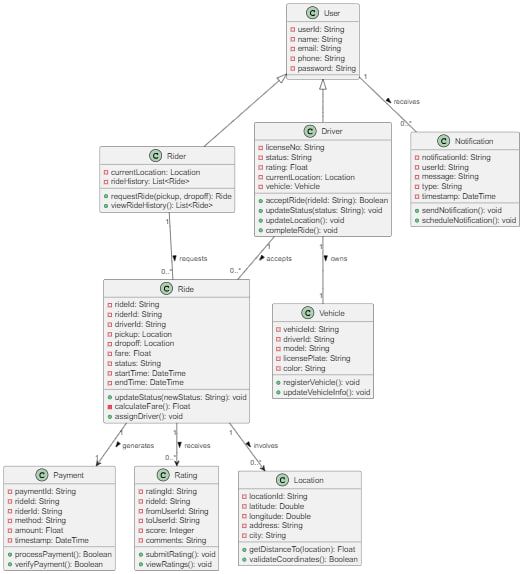 C User
userId: String
name: String
email: String
phone: String
password: String
1
receives
0..*
C Rider
currentLocation: Location
rideHistory: List<Ride>
requestRide(pickup, dropoff): Ride
viewRideHistory(): List<Ride>
C Driver
licenseNo: String
status: String
rating: Float
currentLocation: Location
vehicle: Vehicle
acceptRide(rideId: String): Boolean
updateStatus(status: String): void
updateLocation(): void
completeRide(): void
C Notification
notificationId: String
userId: String
message: String
type: String
timestamp: DateTime
sendNotification(): void
scheduleNotification(): void
1
requests
0..*
1
accepts
0..*
1
owns
1
C Ride
rideId: String
riderId: String
driverId: String
pickup: Location
dropoff: Location
fare: Float
status: String
startTime: DateTime
endTime: DateTime
updateStatus(newStatus: String): void
calculateFare(): Float
assignDriver(): void
C Vehicle
vehicleId: String
driverId: String
model: String
licensePlate: String
color: String
registerVehicle(): void
updateVehicleInfo(): void
1
generates
1
1
receives
0..*
1
involves
0..*
C Payment
paymentId: String
rideId: String
riderId: String
method: String
amount: Float
timestamp: DateTime
processPayment(): Boolean
verifyPayment(): Boolean
C Rating
ratingId: String
rideId: String
fromUserId: String
toUserId: String
score: Integer
comments: String
submitRating(): void
viewRatings(): void
C Location
locationId: String
latitude: Double
longitude: Double
address: String
city: String
getDistanceTo(location): Float
validateCoordinates(): Boolean